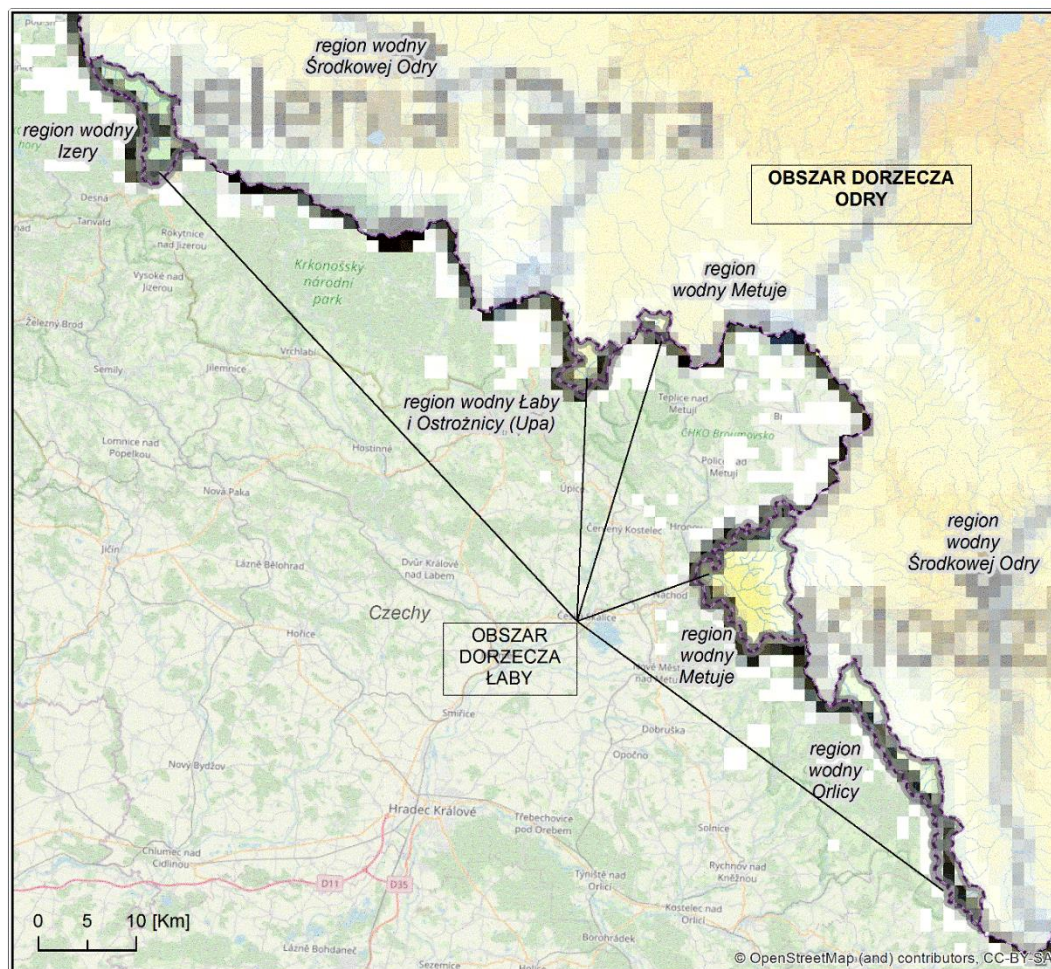 region wodny
Środkowej Odry
Jelenia Góra
region wodny
Izery
OBSZAR DORZECZA
ODRY
Desná
Tanvald
Rokytnice
nad Jizerou
Vysoké nad
Jizerou
Krkonošský
národní
park
region
wodny Metuje
Železný Brod
Semily
Jilemnice
Vrchlabí
region wodny Łaby
i Ostrożnicy (Upa)
Teplice nad
Metují
CHKO Broumovsko
Police nad
Metují
Lomnice nad
Popelkou
Hostinné
Nová Paka
Úpice
Červený Kostelec
Hronov
region
wodny
Środkowej Odry
Jičín
Lázně Bělohrad
Dvůr Králové
nad Labem
Náchod
Czechy
Hořice
OBSZAR
DORZECZA
ŁABY
region
wodny
Metuje
Nové Měst
nad Metu
Smiřice
Dobruška
Opočno
region
wodny
Orlicy
Nový Bydžov
Hradec Králové
Třebechovice
pod Orebem
Solnice
Chlumec nad
Cidlinou
Rychnov nad
Kněžnou
D11
D35
Týniště nad
Orlicí
Kostelec nad
Orlicí
0 5 10 [Km]
Lázně Bohdaneč
Sezemice
Borohrádek
© OpenStreetMap (and) contributors, CC-BY-SA